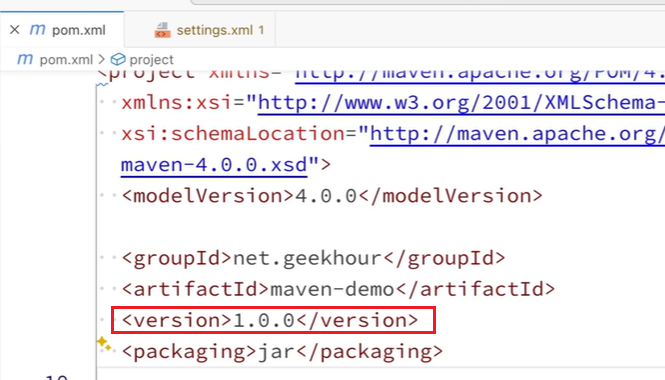 pom.xml settings.xml 1
pom.xml > project
<project xmlns="http://maven.apache.org/POM/4.
xmlns:xsi="http://www.w3.org/2001/XMLSchema-
xsi:schemaLocation="http://maven.apache.org/
maven-4.0.0.xsd">
<modelVersion>4.0.0</modelVersion>
<groupId>net.geekhour</groupId>
<artifactId>maven-demo</artifactId>
<version>1.0.0</version>
<packaging>jar</packaging>